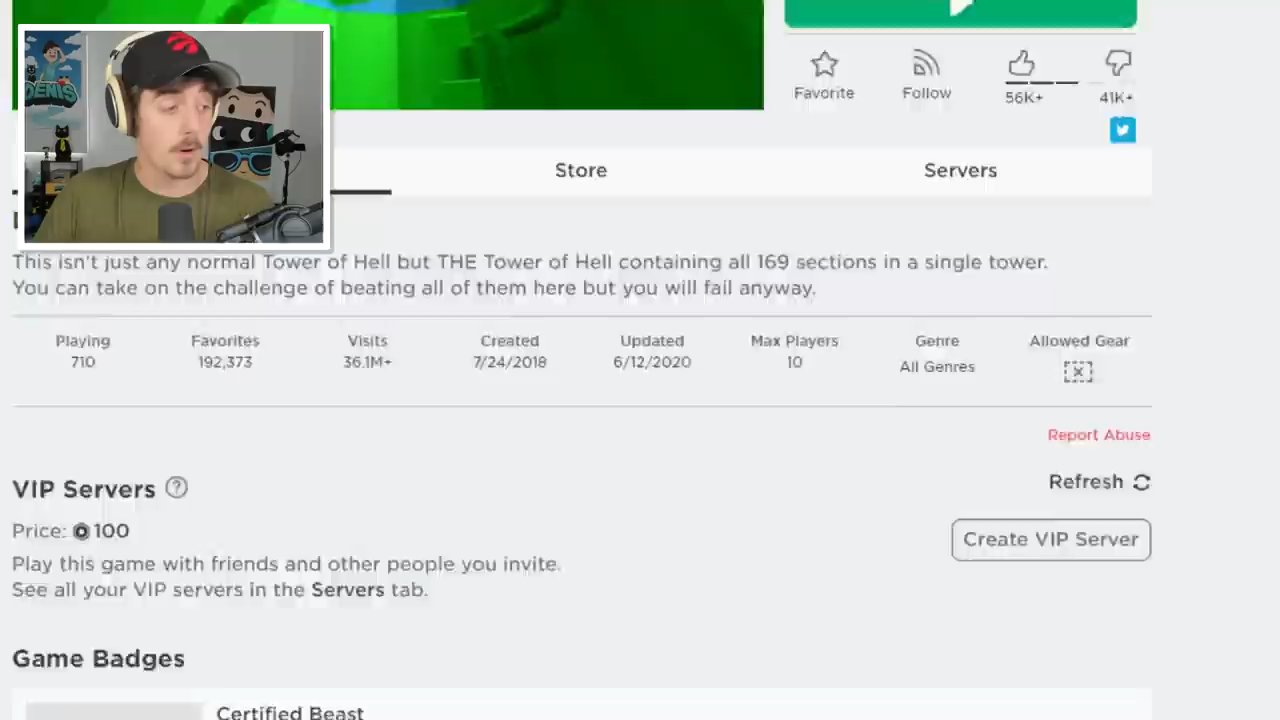 DENIS
Favorite
Follow
56K+
41K+
Store
Servers
This isn't just any normal Tower of Hell but THE Tower of Hell containing all 169 sections in a single tower.
You can take on the challenge of beating all of them here but you will fail anyway.
Playing
710
Favorites
192,373
Visits
36.1M+
Created
7/24/2018
Updated
6/12/2020
Max Players
10
Genre
All Genres
Allowed Gear
Report Abuse
VIP Servers
Refresh
Price: 100
Create VIP Server
Play this game with friends and other people you invite.
See all your VIP servers in the Servers tab.
Game Badges
Certified Beast